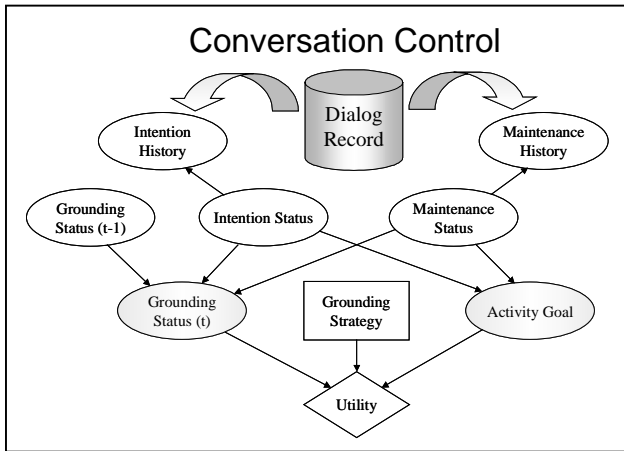 Conversation Control
Dialog
Record
Intention
History
Maintenance
History
Grounding
Status (t-1)
Intention Status
Maintenance
Status
Grounding
Status (t)
Grounding
Strategy
Activity Goal
Utility